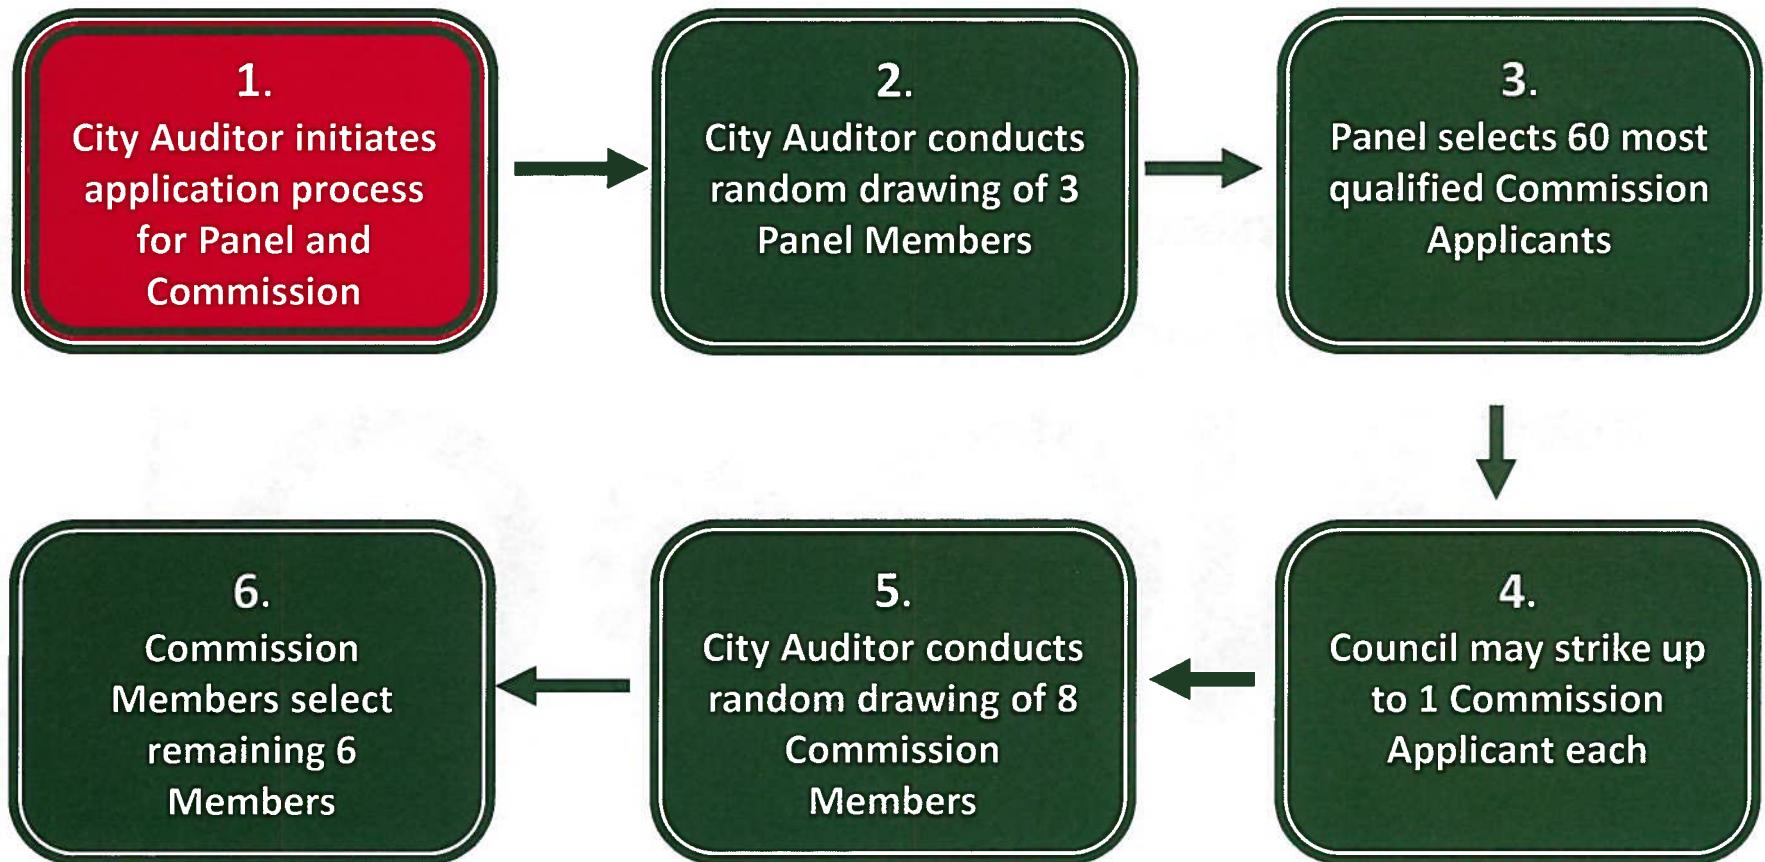 1.
City Auditor initiates
application process
for Panel and
Commission
2.
City Auditor conducts
random drawing of 3
Panel Members
3.
Panel selects 60 most
qualified Commission
Applicants
4.
Council may strike up
to 1 Commission
Applicant each
5.
City Auditor conducts
random drawing of 8
Commission
Members
6.
Commission
Members select
remaining 6
Members